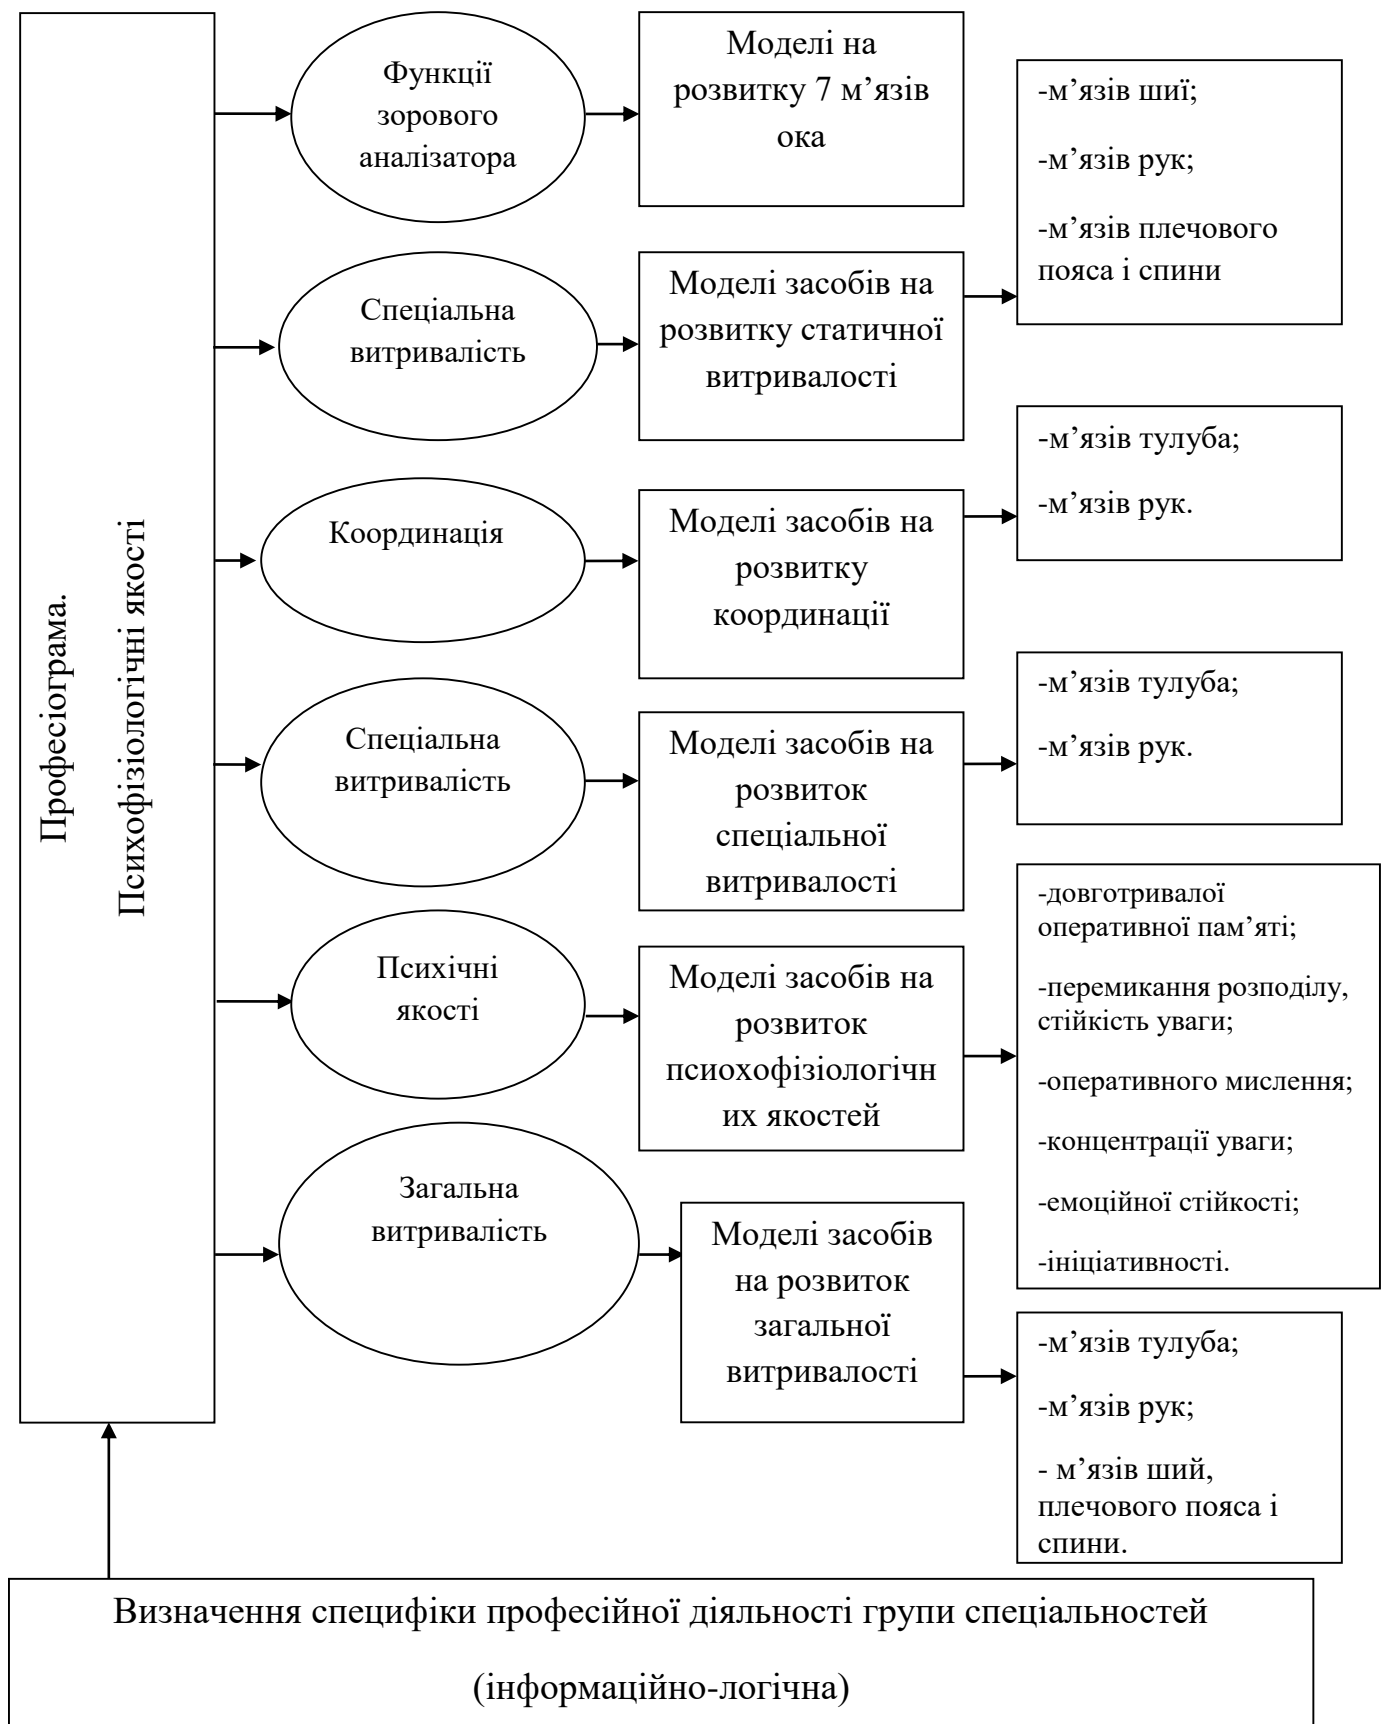 Професіограма.
Психофізіологічні якості
Функції
зорового
аналізатора
Моделі на
розвитку 7 м’язів
ока
-м’язів шиї;
-м’язів рук;
-м’язів плечового
пояса і спини
Спеціальна
витривалість
Моделі засобів на
розвитку статичної
витривалості
Координація
Моделі засобів на
розвитку
координації
-м’язів тулуба;
-м’язів рук.
Спеціальна
витривалість
Моделі засобів на
розвиток
спеціальної
витривалості
-м’язів тулуба;
-м’язів рук.
Психічні
якості
Моделі засобів на
розвиток
псиохофізіологічн
их якостей
-довготривалої
оперативної пам’яті;
-перемикання розподілу,
стійкість уваги;
-оперативного мислення;
-концентрації уваги;
-емоційної стійкості;
-ініціативності.
Загальна
витривалість
Моделі засобів
на розвиток
загальної
витривалості
-м’язів тулуба;
-м’язів рук;
- м’язів ший,
плечового пояса і
спини.
Визначення специфіки професійної діяльності групи спеціальностей
(інформаційно-логічна)